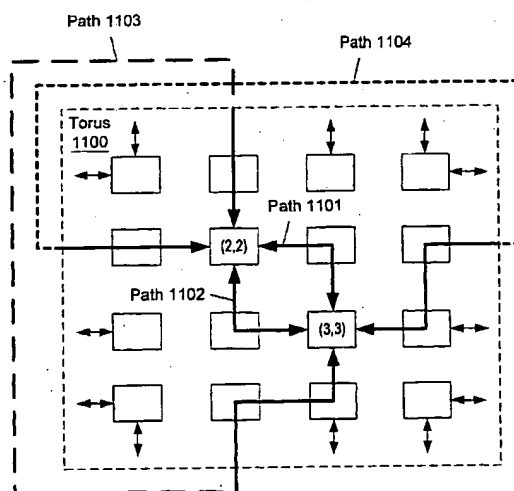 Path 1103
Path 1104
Torus
1100
Path 1101
(2,2)
Path 1102
(3,3)